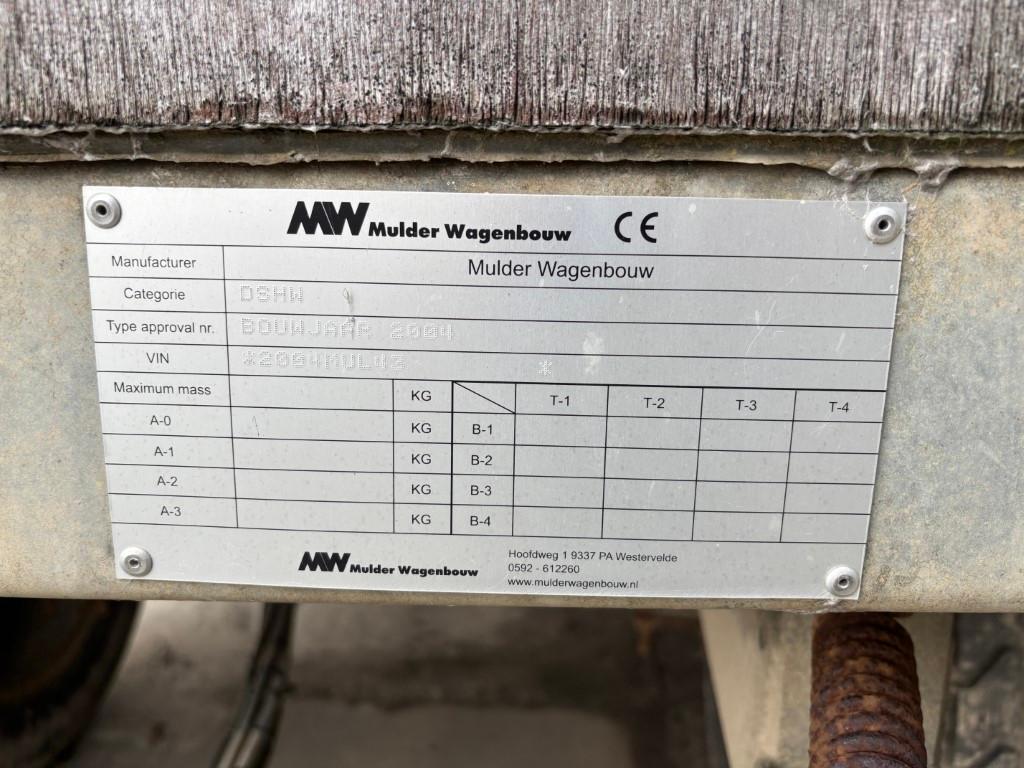 MW Mulder Wagenbouw CE
Manufacturer Mulder Wagenbouw
Categorie DSHW
Type approval nr. BOUWJAAR 2004
VIN *2004MUL43 *
Maximum mass KG T-1 T-2 T-3 T-4
A-0 KG B-1
A-1 KG B-2
A-2 KG B-3
A-3 KG B-4
MW Mulder Wagenbouw
Hoofdweg 1 9337 PA Westervelde
0592 - 612260
www.mulderwagenbouw.nl